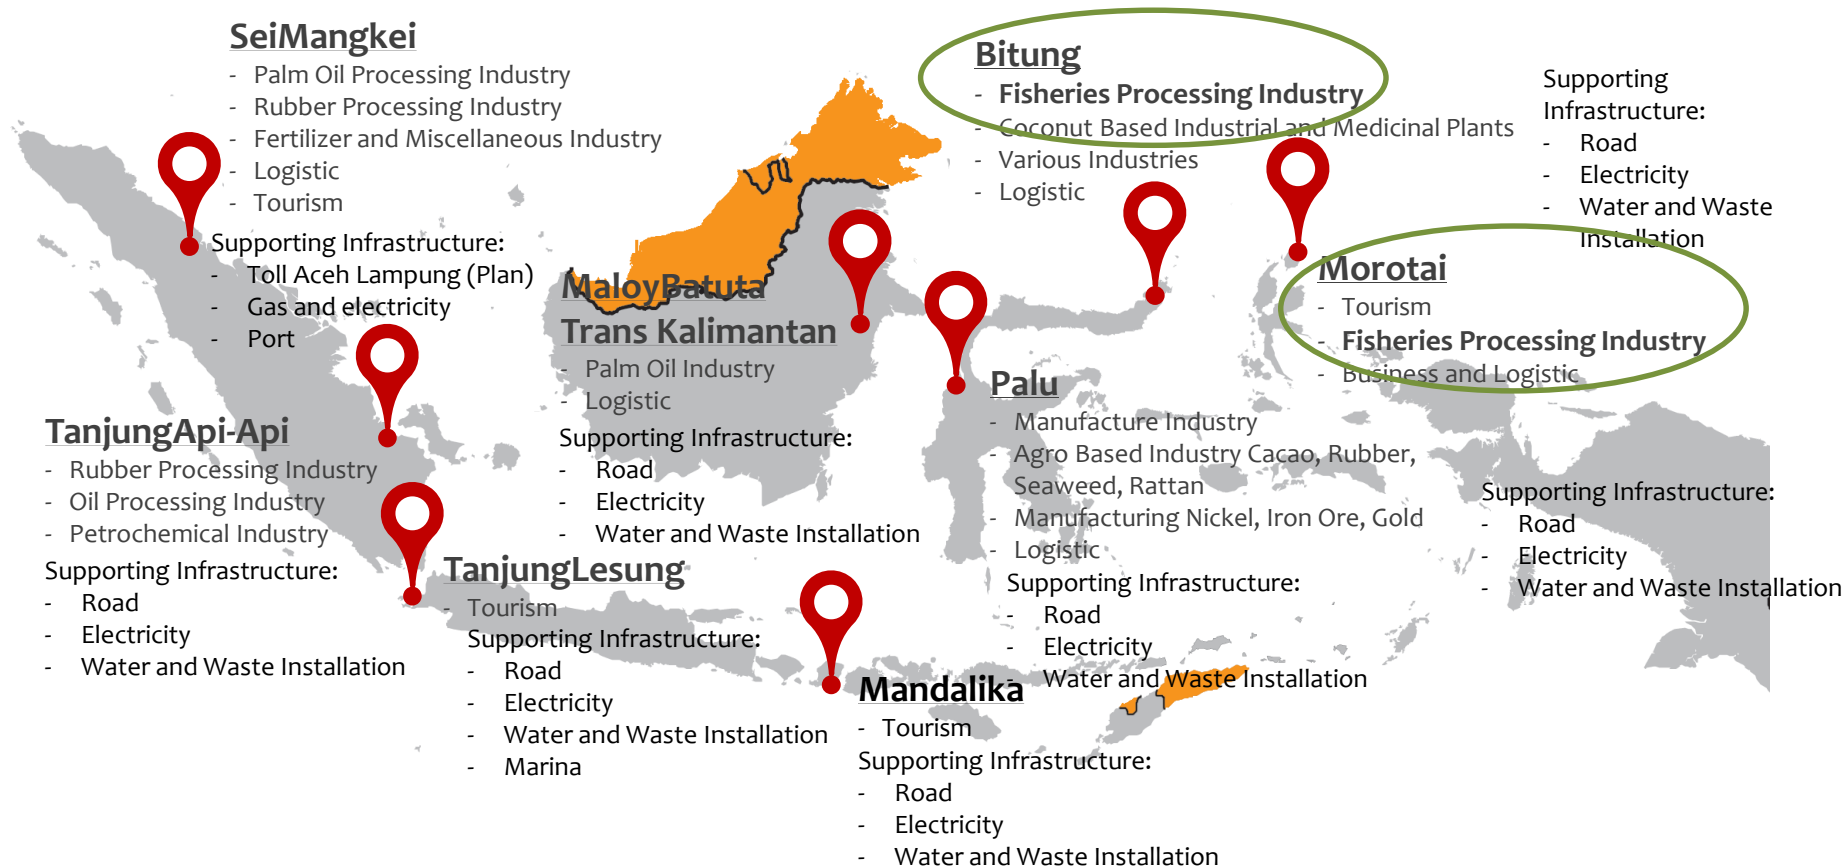 SeiMangkei
- Palm Oil Processing Industry
- Rubber Processing Industry
- Fertilizer and Miscellaneous Industry
- Logistic
- Tourism
Supporting Infrastructure:
- Toll Aceh Lampung (Plan)
- Gas and electricity
- Port
Bitung
- Fisheries Processing Industry
- Coconut Based Industrial and Medicinal Plants
- Various Industries
- Logistic
Supporting
Infrastructure:
- Road
- Electricity
- Water and Waste
Installation
Morotai
- Tourism
- Fisheries Processing Industry
- Business and Logistic
MaloyBatuta
Trans Kalimantan
- Palm Oil Industry
- Logistic
Supporting Infrastructure:
- Road
- Electricity
- Water and Waste Installation
Palu
- Manufacture Industry
- Agro Based Industry Cacao, Rubber,
Seaweed, Rattan
- Manufacturing Nickel, Iron Ore, Gold
- Logistic
Supporting Infrastructure:
- Road
- Electricity
- Water and Waste Installation
Supporting Infrastructure:
- Road
- Electricity
- Water and Waste Installation
TanjungApi-Api
- Rubber Processing Industry
- Oil Processing Industry
- Petrochemical Industry
Supporting Infrastructure:
- Road
- Electricity
- Water and Waste Installation
TanjungLesung
- Tourism
Supporting Infrastructure:
- Road
- Electricity
- Water and Waste Installation
- Marina
Mandalika
- Tourism
Supporting Infrastructure:
- Road
- Electricity
- Water and Waste Installation